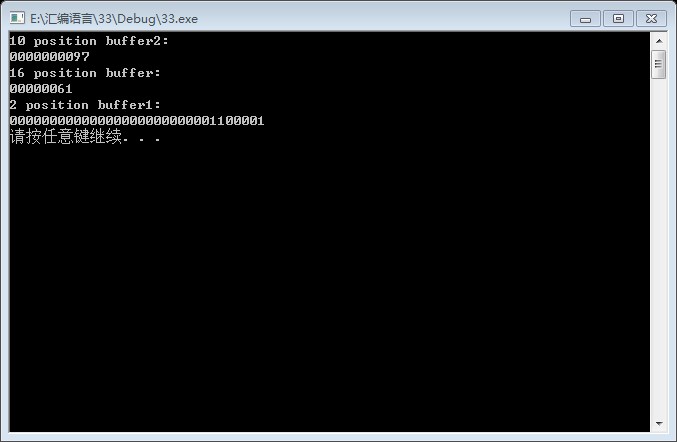 E:\汇编语言\33\Debug\33.exe
10 position buffer2:
0000000097
16 position buffer:
00000061
2 position buffer1:
00000000000000000000000001100001
请按任意键继续. . .